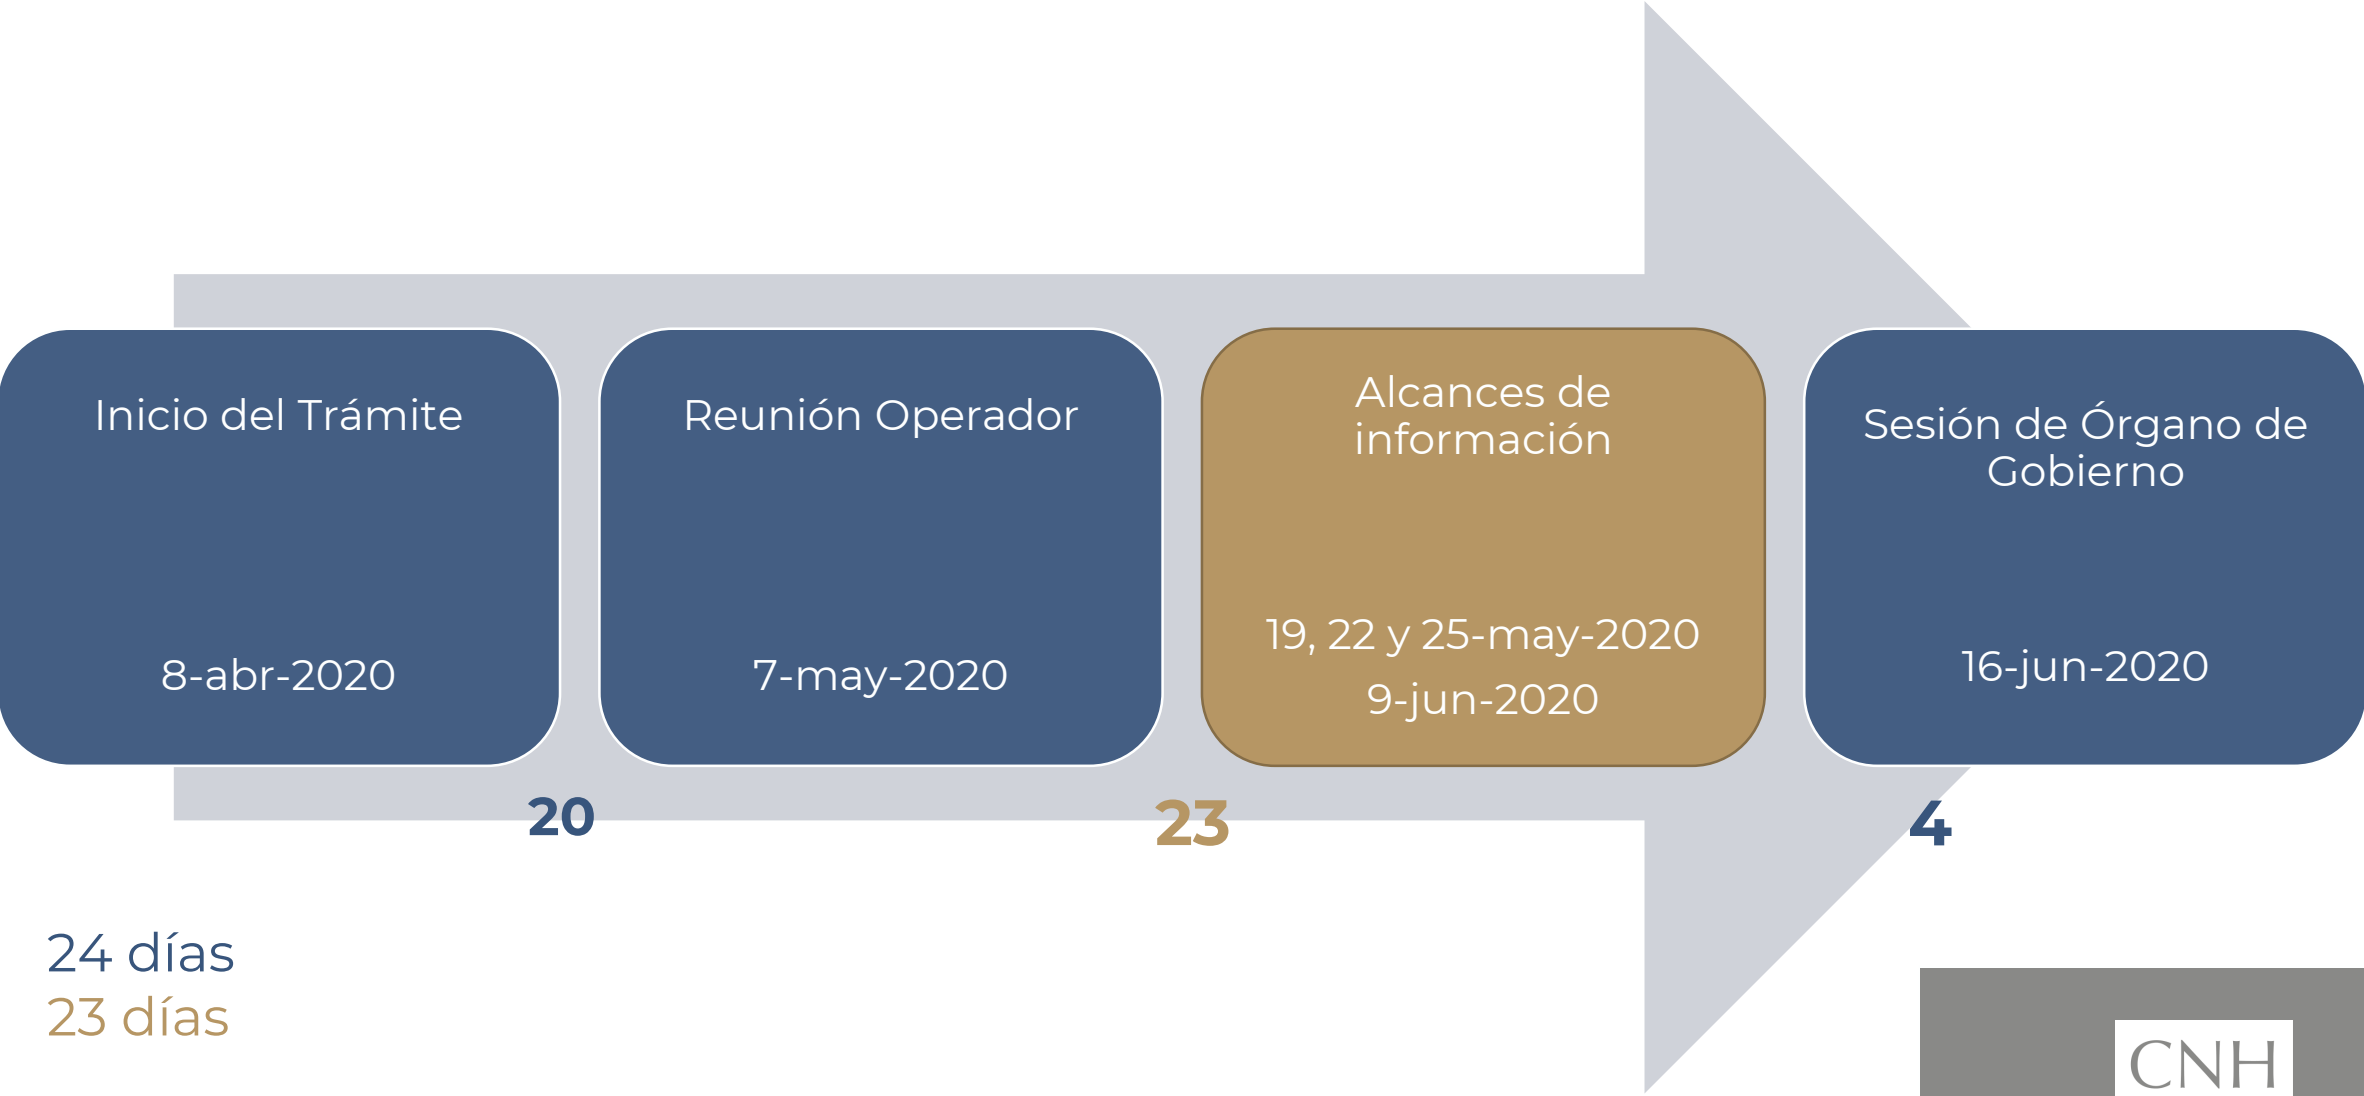 Inicio del Trámite
8-abr-2020
Reunión Operador
7-may-2020
Alcances de
información
19, 22 y 25-may-2020
9-jun-2020
Sesión de Órgano de
Gobierno
16-jun-2020
20
23
4
24 días
23 días
CNH